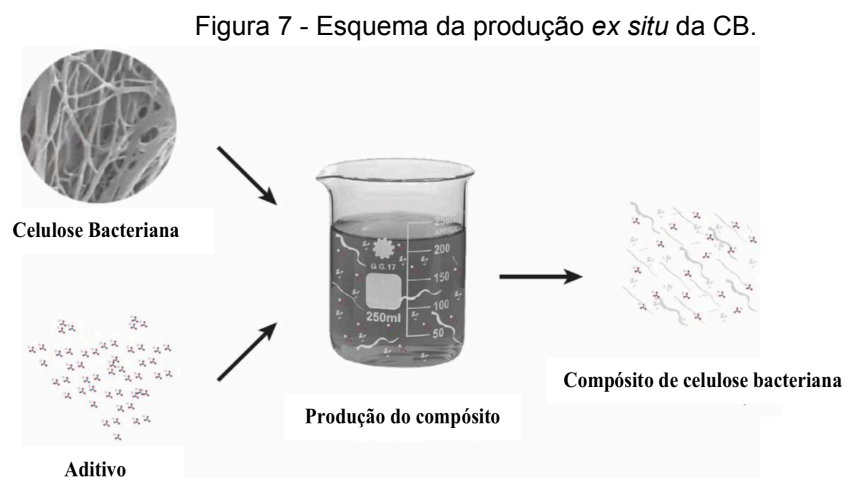 Figura 7 - Esquema da produção ex situ da CB.
Celulose Bacteriana
Aditivo
G.G.17
250ml
200
150
100
50
Produção do compósito
Compósito de celulose bacteriana